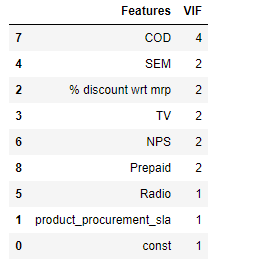 Features VIF
7 COD 4
4 SEM 2
2 % discount wrt mrp 2
3 TV 2
6 NPS 2
8 Prepaid 2
5 Radio 1
1 product_procurement_sla 1
0 const 1